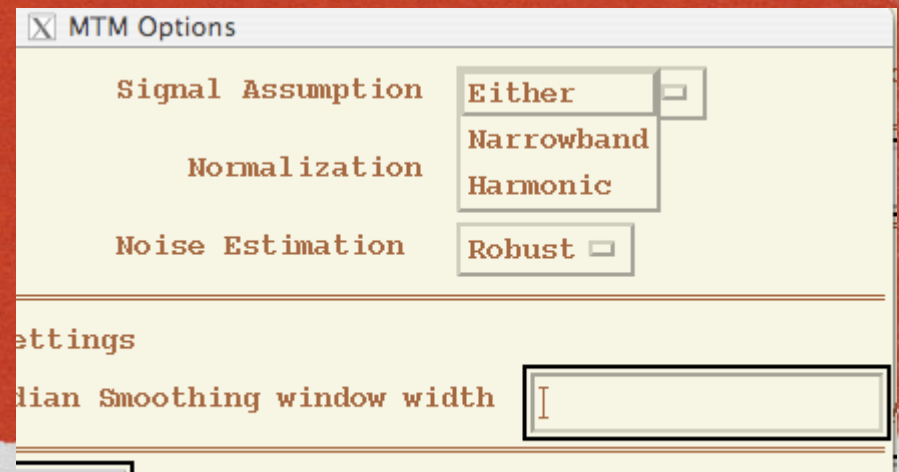 MTM Options
Signal Assumption Either
Narrowband
Normalization
Harmonic
Noise Estimation Robust
ettings
dian Smoothing window width